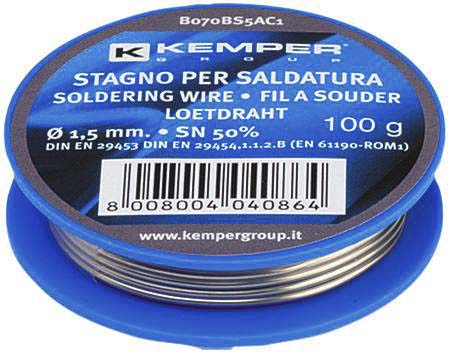 B070BS5AC1
K KEMPER
GROUP
STAGNO PER SALDATURA
SOLDERING WIRE • FIL A SOUDER
LOETDRAHT
Ø 1,5 mm. • SN 50% 100 g
DIN EN 29453 DIN EN 29454,1.1.2.B (EN 61190-ROM1)
8 008004 040864
www.kempergroup.it